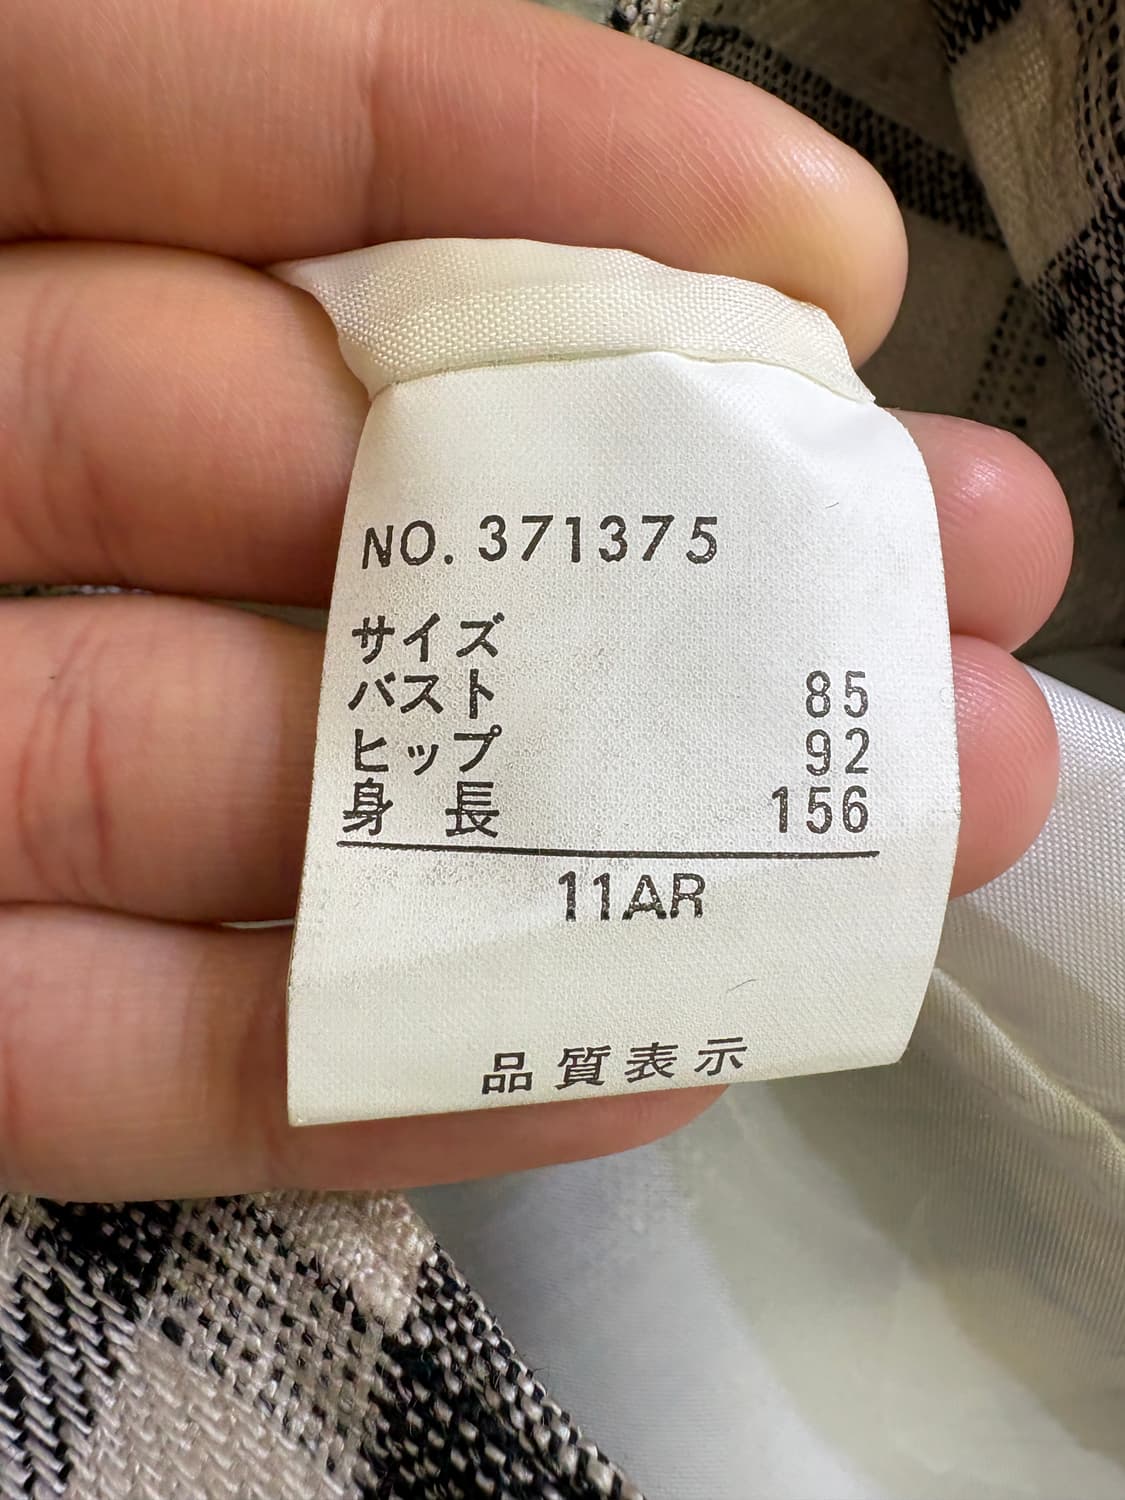 NO. 371375
サイズ
バスト 85
ヒップ 92
身長 156
11AR
品質表示